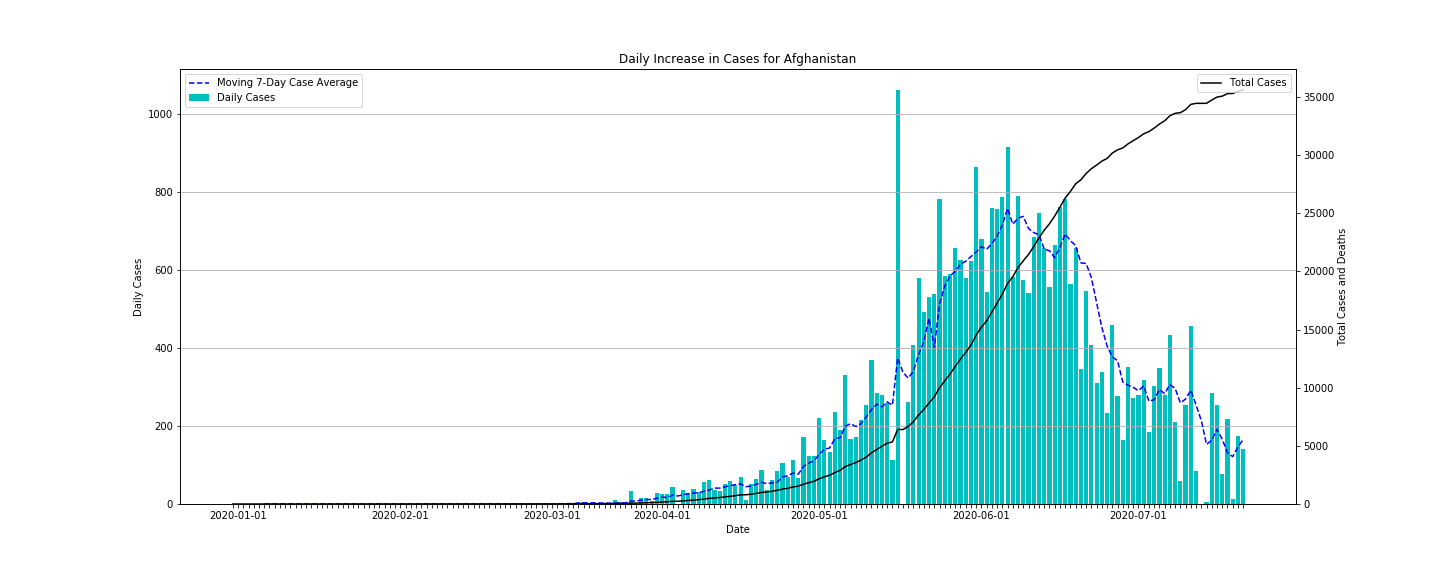 Daily Increase in Cases for Afghanistan
Moving 7-Day Case Average
Daily Cases
Total Cases
1000
800
600
400
200
0
Daily Cases
35000
30000
25000
20000
15000
10000
5000
0
Total Cases and Deaths
2020-01-01 2020-02-01 2020-03-01 2020-04-01 2020-05-01 2020-06-01 2020-07-01
Date